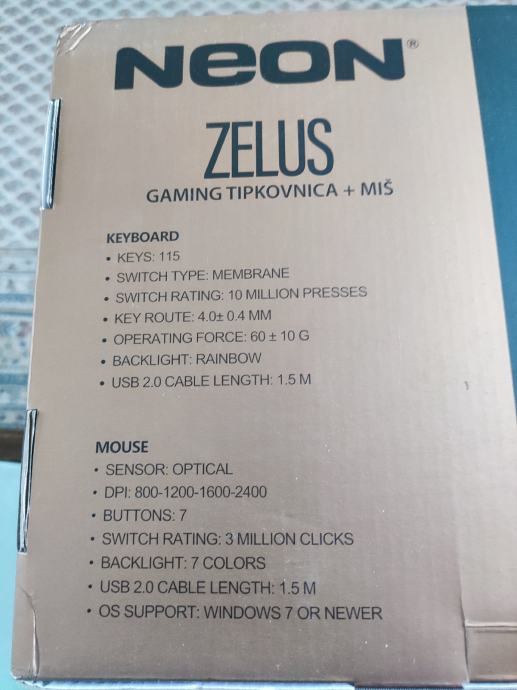 NeON®
ZELUS
GAMING TIPKOVNICA + MIŠ
KEYBOARD
• KEYS: 115
• SWITCH TYPE: MEMBRANE
• SWITCH RATING: 10 MILLION PRESSES
• KEY ROUTE: 4.0± 0.4 MM
• OPERATING FORCE: 60 ± 10 G
• BACKLIGHT: RAINBOW
• USB 2.0 CABLE LENGTH: 1.5 M
MOUSE
• SENSOR: OPTICAL
• DPI: 800-1200-1600-2400
• BUTTONS: 7
• SWITCH RATING: 3 MILLION CLICKS
• BACKLIGHT: 7 COLORS
• USB 2.0 CABLE LENGTH: 1.5 M
• OS SUPPORT: WINDOWS 7 OR NEWER